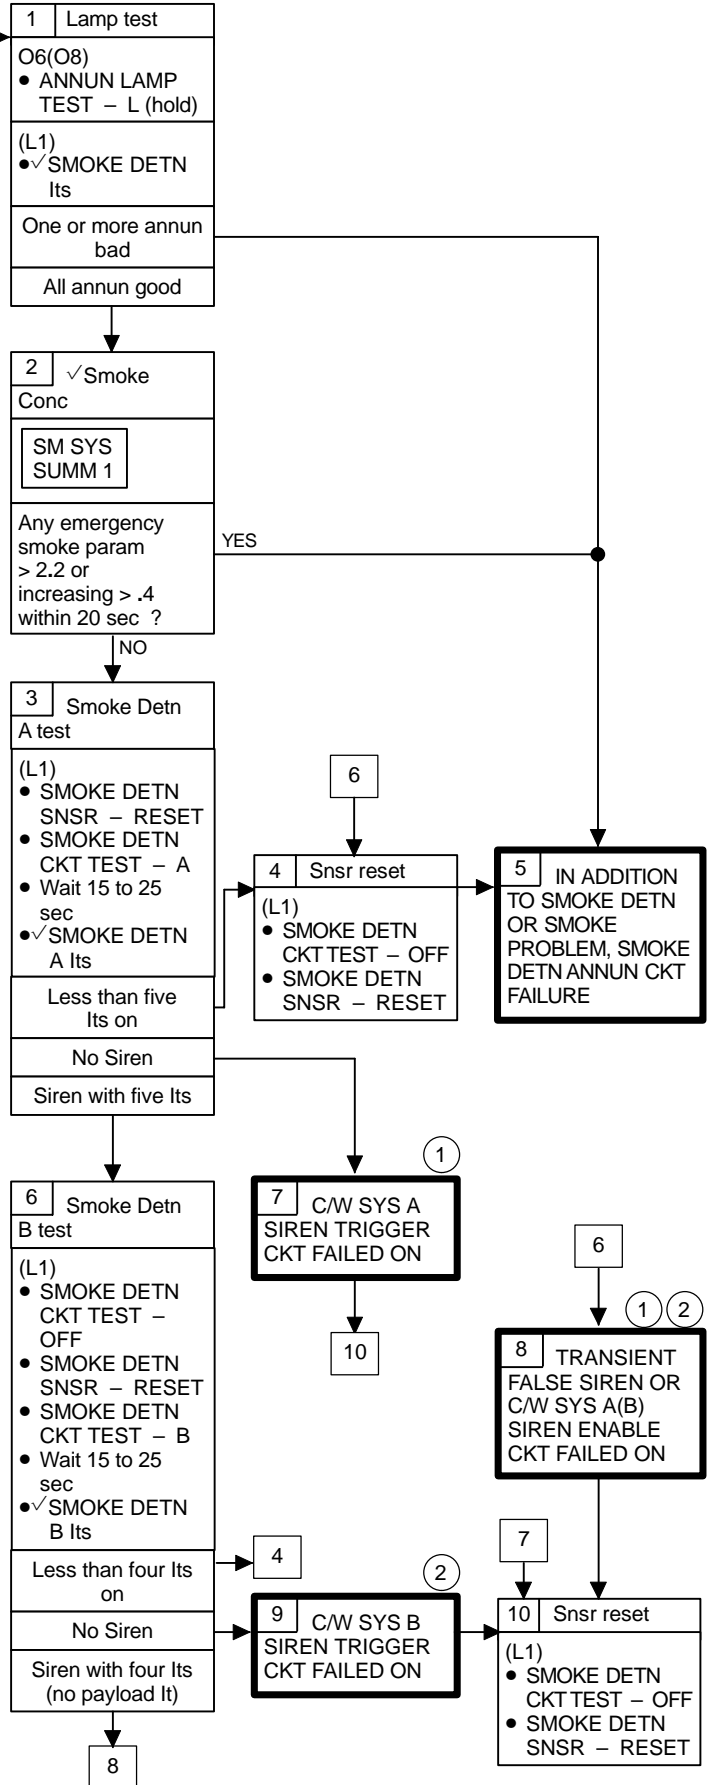 1 Lamp test
O6(O8)
• ANNUN LAMP
TEST – L (hold)
(L1)
•√SMOKE DETN
lts
One or more annun
bad
All annun good
2 √Smoke
Conc
SM SYS
SUMM 1
Any emergency
smoke param
> 2.2 or
increasing > .4
within 20 sec ?
YES
NO
3 Smoke Detn
A test
(L1)
• SMOKE DETN
SNSR – RESET
• SMOKE DETN
CKT TEST – A
• Wait 15 to 25
sec
•√SMOKE DETN
A lts
Less than five
lts on
No Siren
Siren with five lts
6
4 Snsr reset
(L1)
• SMOKE DETN
CKT TEST – OFF
• SMOKE DETN
SNSR – RESET
5 IN ADDITION
TO SMOKE DETN
OR SMOKE
PROBLEM, SMOKE
DETN ANNUN CKT
FAILURE
6 Smoke Detn
B test
(L1)
• SMOKE DETN
CKT TEST –
OFF
• SMOKE DETN
SNSR – RESET
• SMOKE DETN
CKT TEST – B
• Wait 15 to 25
sec
•√SMOKE DETN
B lts
Less than four lts
on
No Siren
Siren with four lts
(no payload lt)
8
1
7 C/W SYS A
SIREN TRIGGER
CKT FAILED ON
10
6
1 2
8 TRANSIENT
FALSE SIREN OR
C/W SYS A(B)
SIREN ENABLE
CKT FAILED ON
4
2
9 C/W SYS B
SIREN TRIGGER
CKT FAILED ON
7
10 Snsr reset
(L1)
• SMOKE DETN
CKT TEST – OFF
• SMOKE DETN
SNSR – RESET